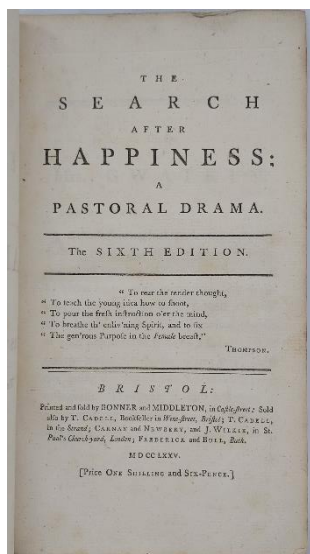 THE
SEARCH
AFTER
HAPPINESS:
A
PASTORAL DRAMA.
The SIXTH EDITION.
“ To rear the tender thought,
“ To teach the young idea how to ſhoot,
“ To pour the freſh inſtruction o'er the mind,
“ To breathe th' enliv'ning Spirit, and to fix
“ The gen'rous Purpoſe in the Female breaſt,”
THOMPSON.
BRISTOL:
Printed and ſold by BONNER and MIDDLETON, in Caſtle-ſtreet; Sold
alſo by T. CADELL, Bookſeller in Wine-ſtreet, Briſtol; T. CADELL,
in the Strand; CARNAN and NEWBERY, and J. WILKIE, in St.
Paul's Church-yard, London; FREDERICK and BULL, Bath.
MDCCLXXV.
[Price ONE SHILLING and SIX-PENCE.]